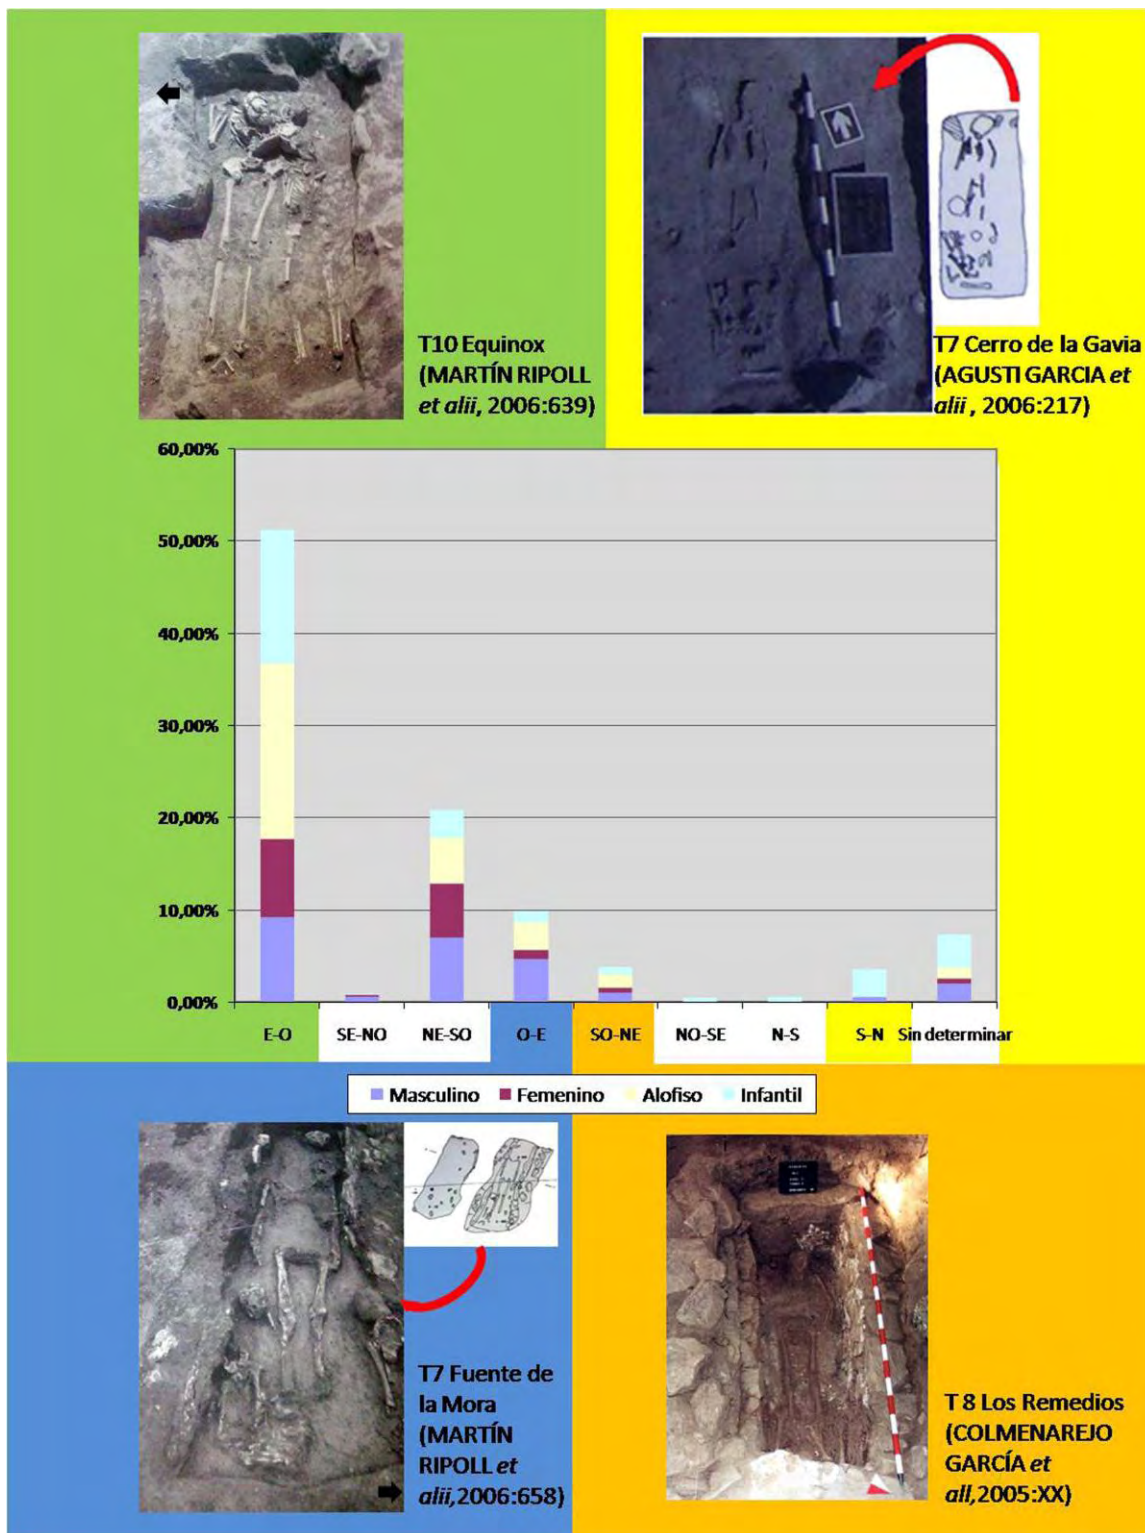 T10 Equinox
(MARTÍN RIPOLL
et alii, 2006:639)
T7 Cerro de la Gavia
(AGUSTI GARCIA et
alii , 2006:217)
60,00%
50,00%
40,00%
30,00%
20,00%
10,00%
0,00%
E-O SE-NO NE-SO O-E SO-NE NO-SE N-S S-N Sin determinar
Masculino Femenino Alofiso Infantil
T7 Fuente de
la Mora
(MARTÍN
RIPOLL et
alii,2006:658)
T 8 Los Remedios
(COLMENAREJO
GARCÍA et
all,2005:XX)